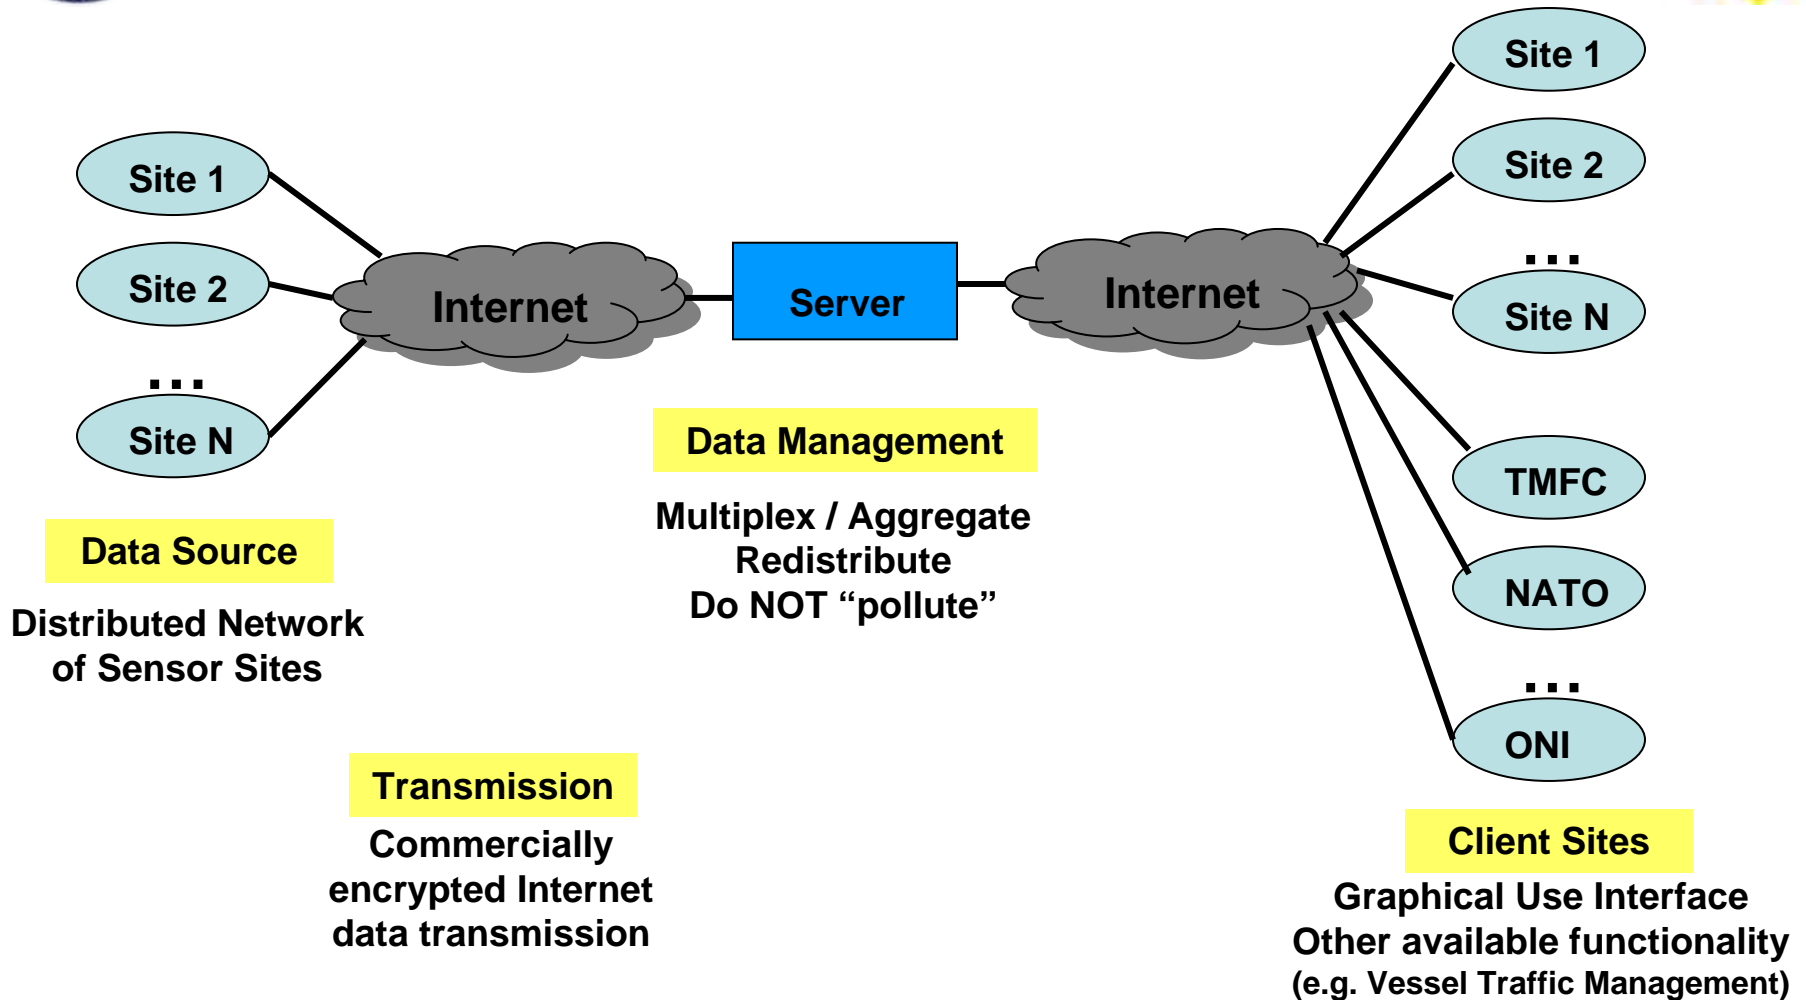 Site 1
Site 2
...
Site N
Data Source
Distributed Network
of Sensor Sites
Internet
Transmission
Commercially
encrypted Internet
data transmission
Server
Data Management
Multiplex / Aggregate
Redistribute
Do NOT “pollute”
Internet
Site 1
Site 2
...
Site N
TMFC
NATO
...
ONI
Client Sites
Graphical Use Interface
Other available functionality
(e.g. Vessel Traffic Management)